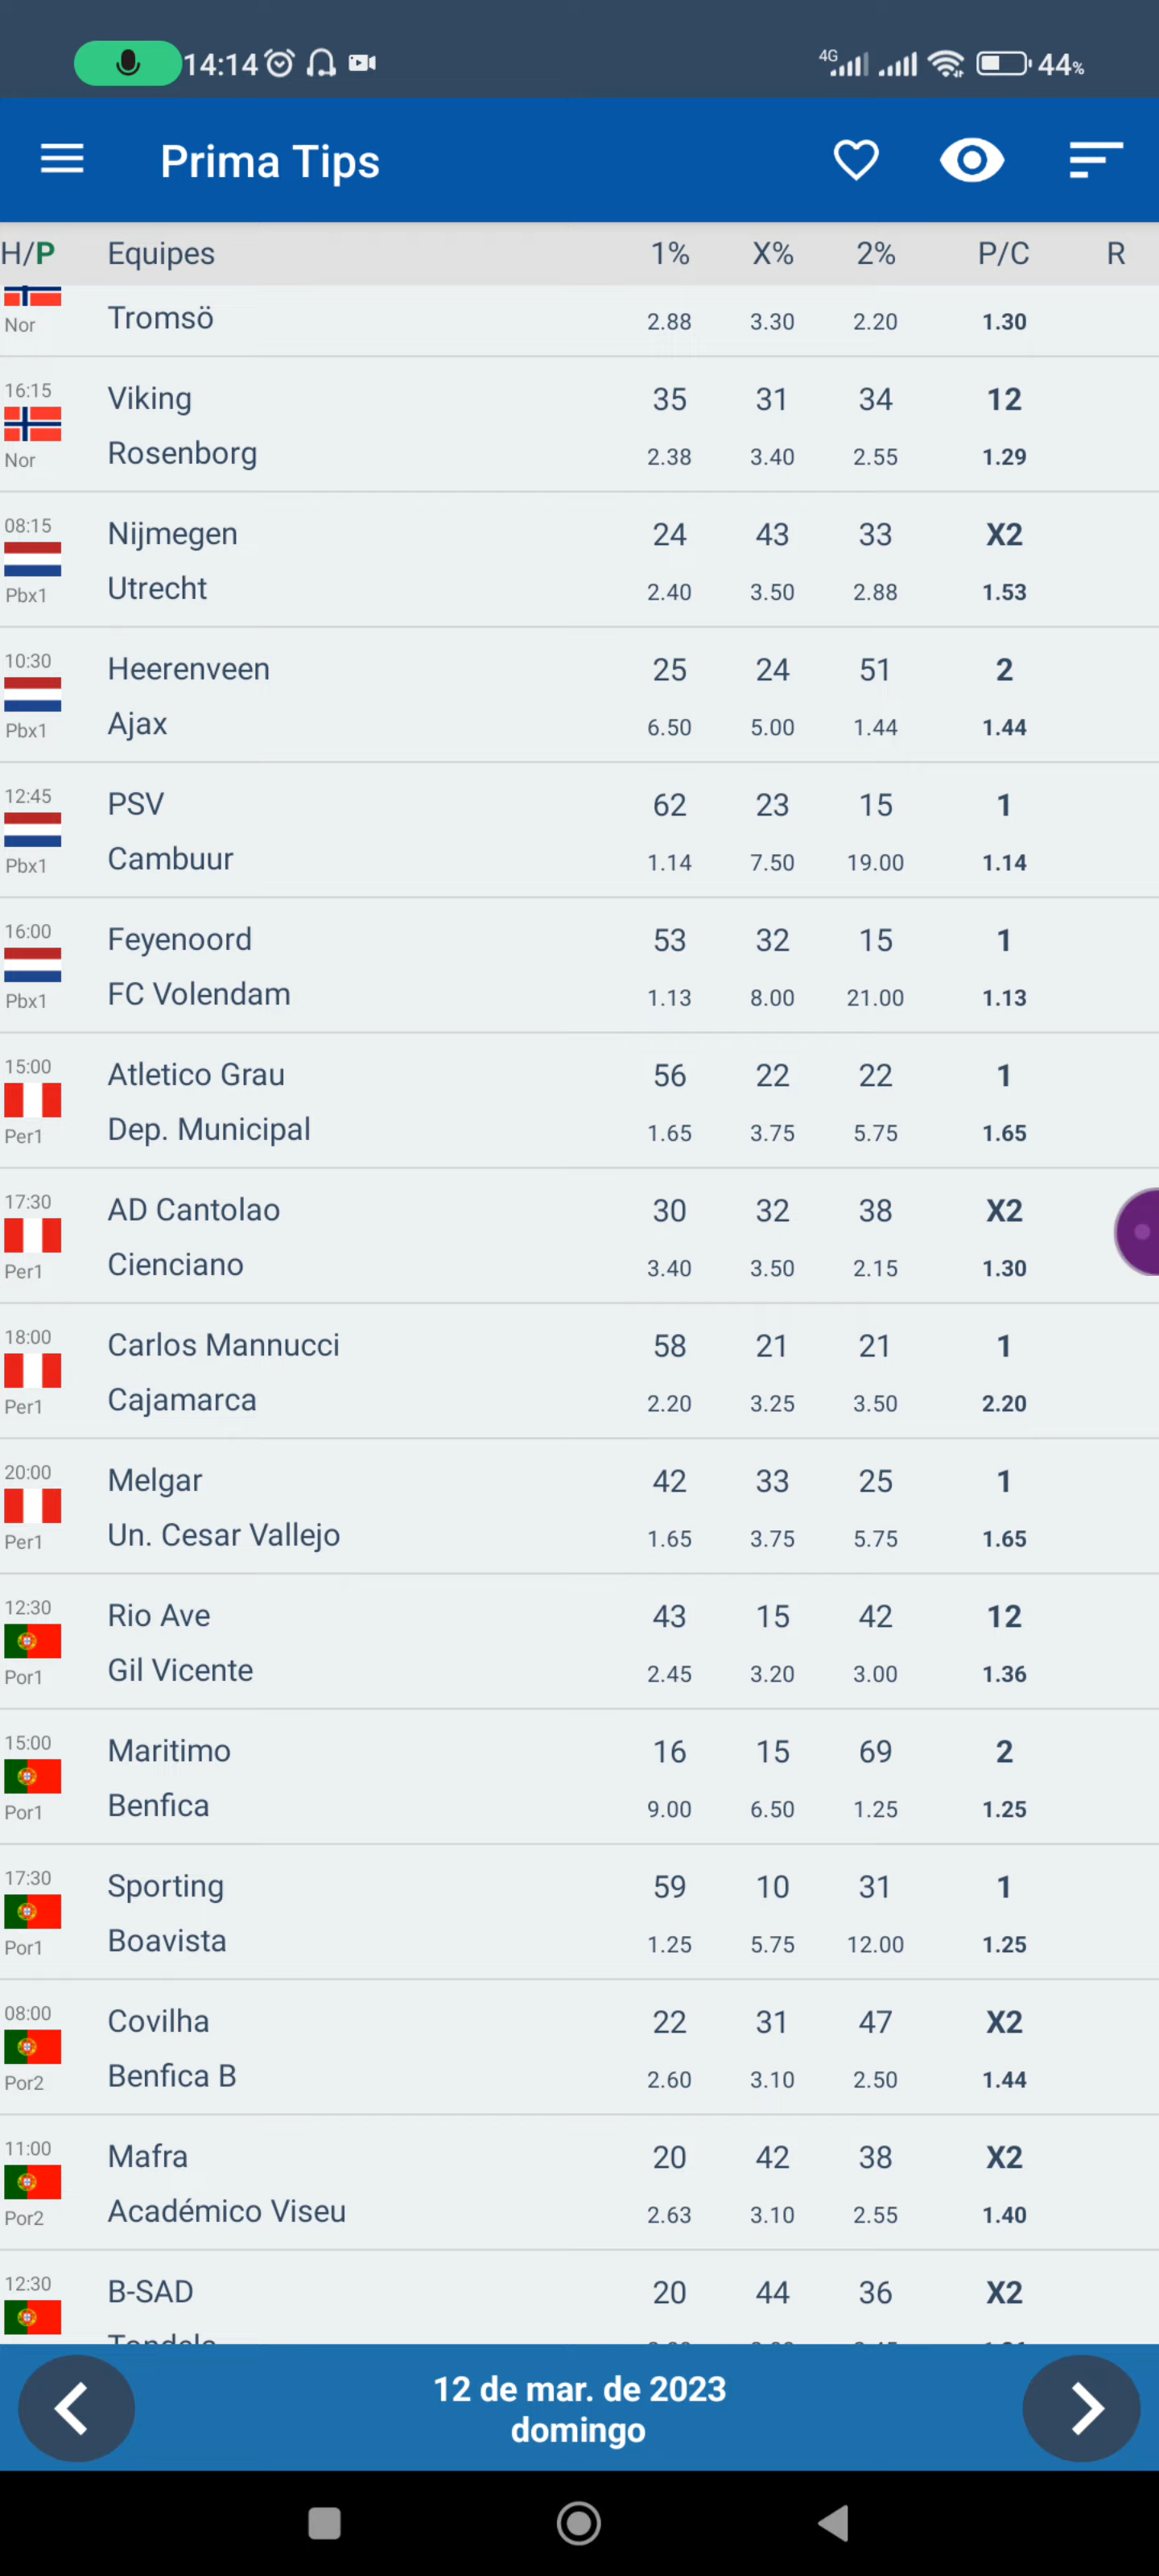 14:14 4G 44%
Prima Tips
H/P Equipes 1% X% 2% P/C R
Nor Tromsö 2.88 3.30 2.20 1.30
16:15 Viking 35 31 34 12
Nor Rosenborg 2.38 3.40 2.55 1.29
08:15 Nijmegen 24 43 33 X2
Pbx1 Utrecht 2.40 3.50 2.88 1.53
10:30 Heerenveen 25 24 51 2
Pbx1 Ajax 6.50 5.00 1.44 1.44
12:45 PSV 62 23 15 1
Pbx1 Cambuur 1.14 7.50 19.00 1.14
16:00 Feyenoord 53 32 15 1
Pbx1 FC Volendam 1.13 8.00 21.00 1.13
15:00 Atletico Grau 56 22 22 1
Per1 Dep. Municipal 1.65 3.75 5.75 1.65
17:30 AD Cantolao 30 32 38 X2
Per1 Cienciano 3.40 3.50 2.15 1.30
18:00 Carlos Mannucci 58 21 21 1
Per1 Cajamarca 2.20 3.25 3.50 2.20
20:00 Melgar 42 33 25 1
Per1 Un. Cesar Vallejo 1.65 3.75 5.75 1.65
12:30 Rio Ave 43 15 42 12
Por1 Gil Vicente 2.45 3.20 3.00 1.36
15:00 Maritimo 16 15 69 2
Por1 Benfica 9.00 6.50 1.25 1.25
17:30 Sporting 59 10 31 1
Por1 Boavista 1.25 5.75 12.00 1.25
08:00 Covilha 22 31 47 X2
Por2 Benfica B 2.60 3.10 2.50 1.44
11:00 Mafra 20 42 38 X2
Por2 Académico Viseu 2.63 3.10 2.55 1.40
12:30 B-SAD 20 44 36 X2
12 de mar. de 2023
domingo